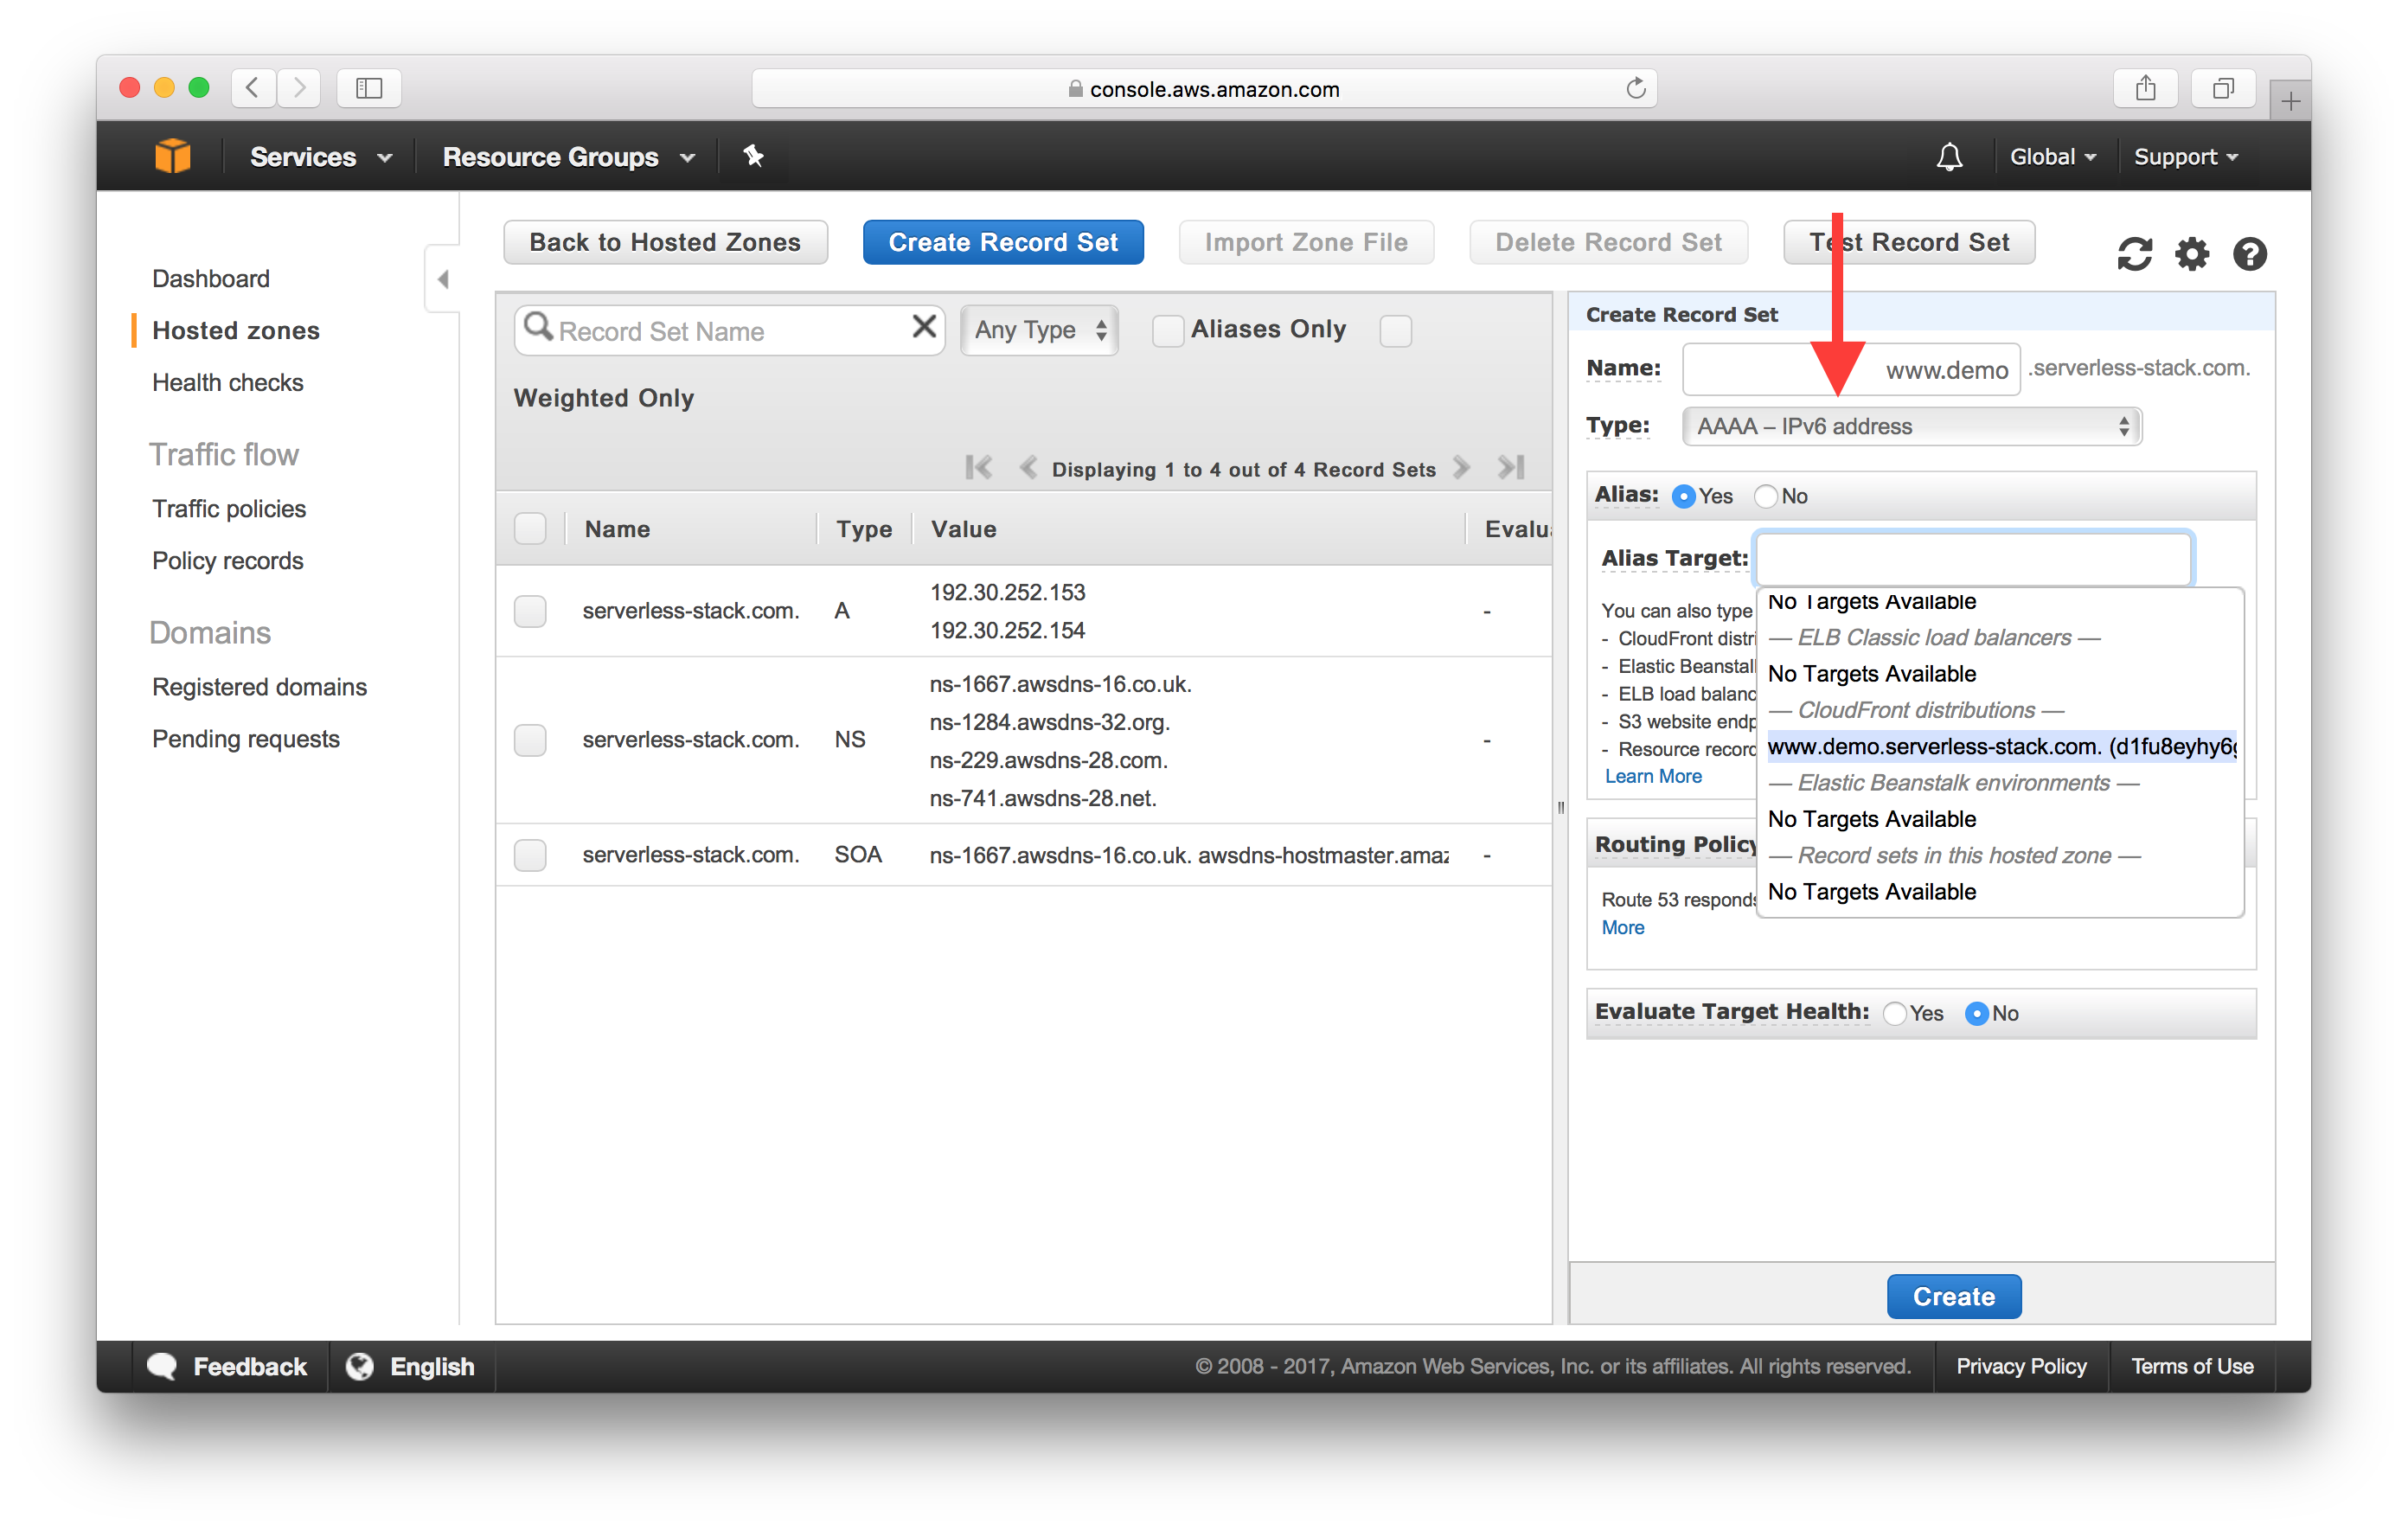 console.aws.amazon.com
Services
Resource Groups
Global
Support
Dashboard
Hosted zones
Health checks
Traffic flow
Traffic policies
Policy records
Domains
Registered domains
Pending requests
Back to Hosted Zones
Create Record Set
Import Zone File
Delete Record Set
Test Record Set
Record Set Name
Any Type
Aliases Only
Weighted Only
Displaying 1 to 4 out of 4 Record Sets
Name Type Value Evalu
serverless-stack.com. A 192.30.252.153 -
192.30.252.154
serverless-stack.com. NS ns-1667.awsdns-16.co.uk. -
ns-1284.awsdns-32.org.
ns-229.awsdns-28.com.
ns-741.awsdns-28.net.
serverless-stack.com. SOA ns-1667.awsdns-16.co.uk. awsdns-hostmaster.amaz -
Create Record Set
Name: www.demo .serverless-stack.com.
Type: AAAA – IPv6 address
Alias: Yes No
Alias Target:
You can also type
- CloudFront distri
- Elastic Beanstal
- ELB load balanc
- S3 website endp
- Resource record
Learn More
No Targets Available
— ELB Classic load balancers —
No Targets Available
— CloudFront distributions —
www.demo.serverless-stack.com. (d1fu8eyhy6g
— Elastic Beanstalk environments —
No Targets Available
— Record sets in this hosted zone —
No Targets Available
Routing Policy
Route 53 responds
More
Evaluate Target Health: Yes No
Create
Feedback
English
© 2008 - 2017, Amazon Web Services, Inc. or its affiliates. All rights reserved.
Privacy Policy
Terms of Use